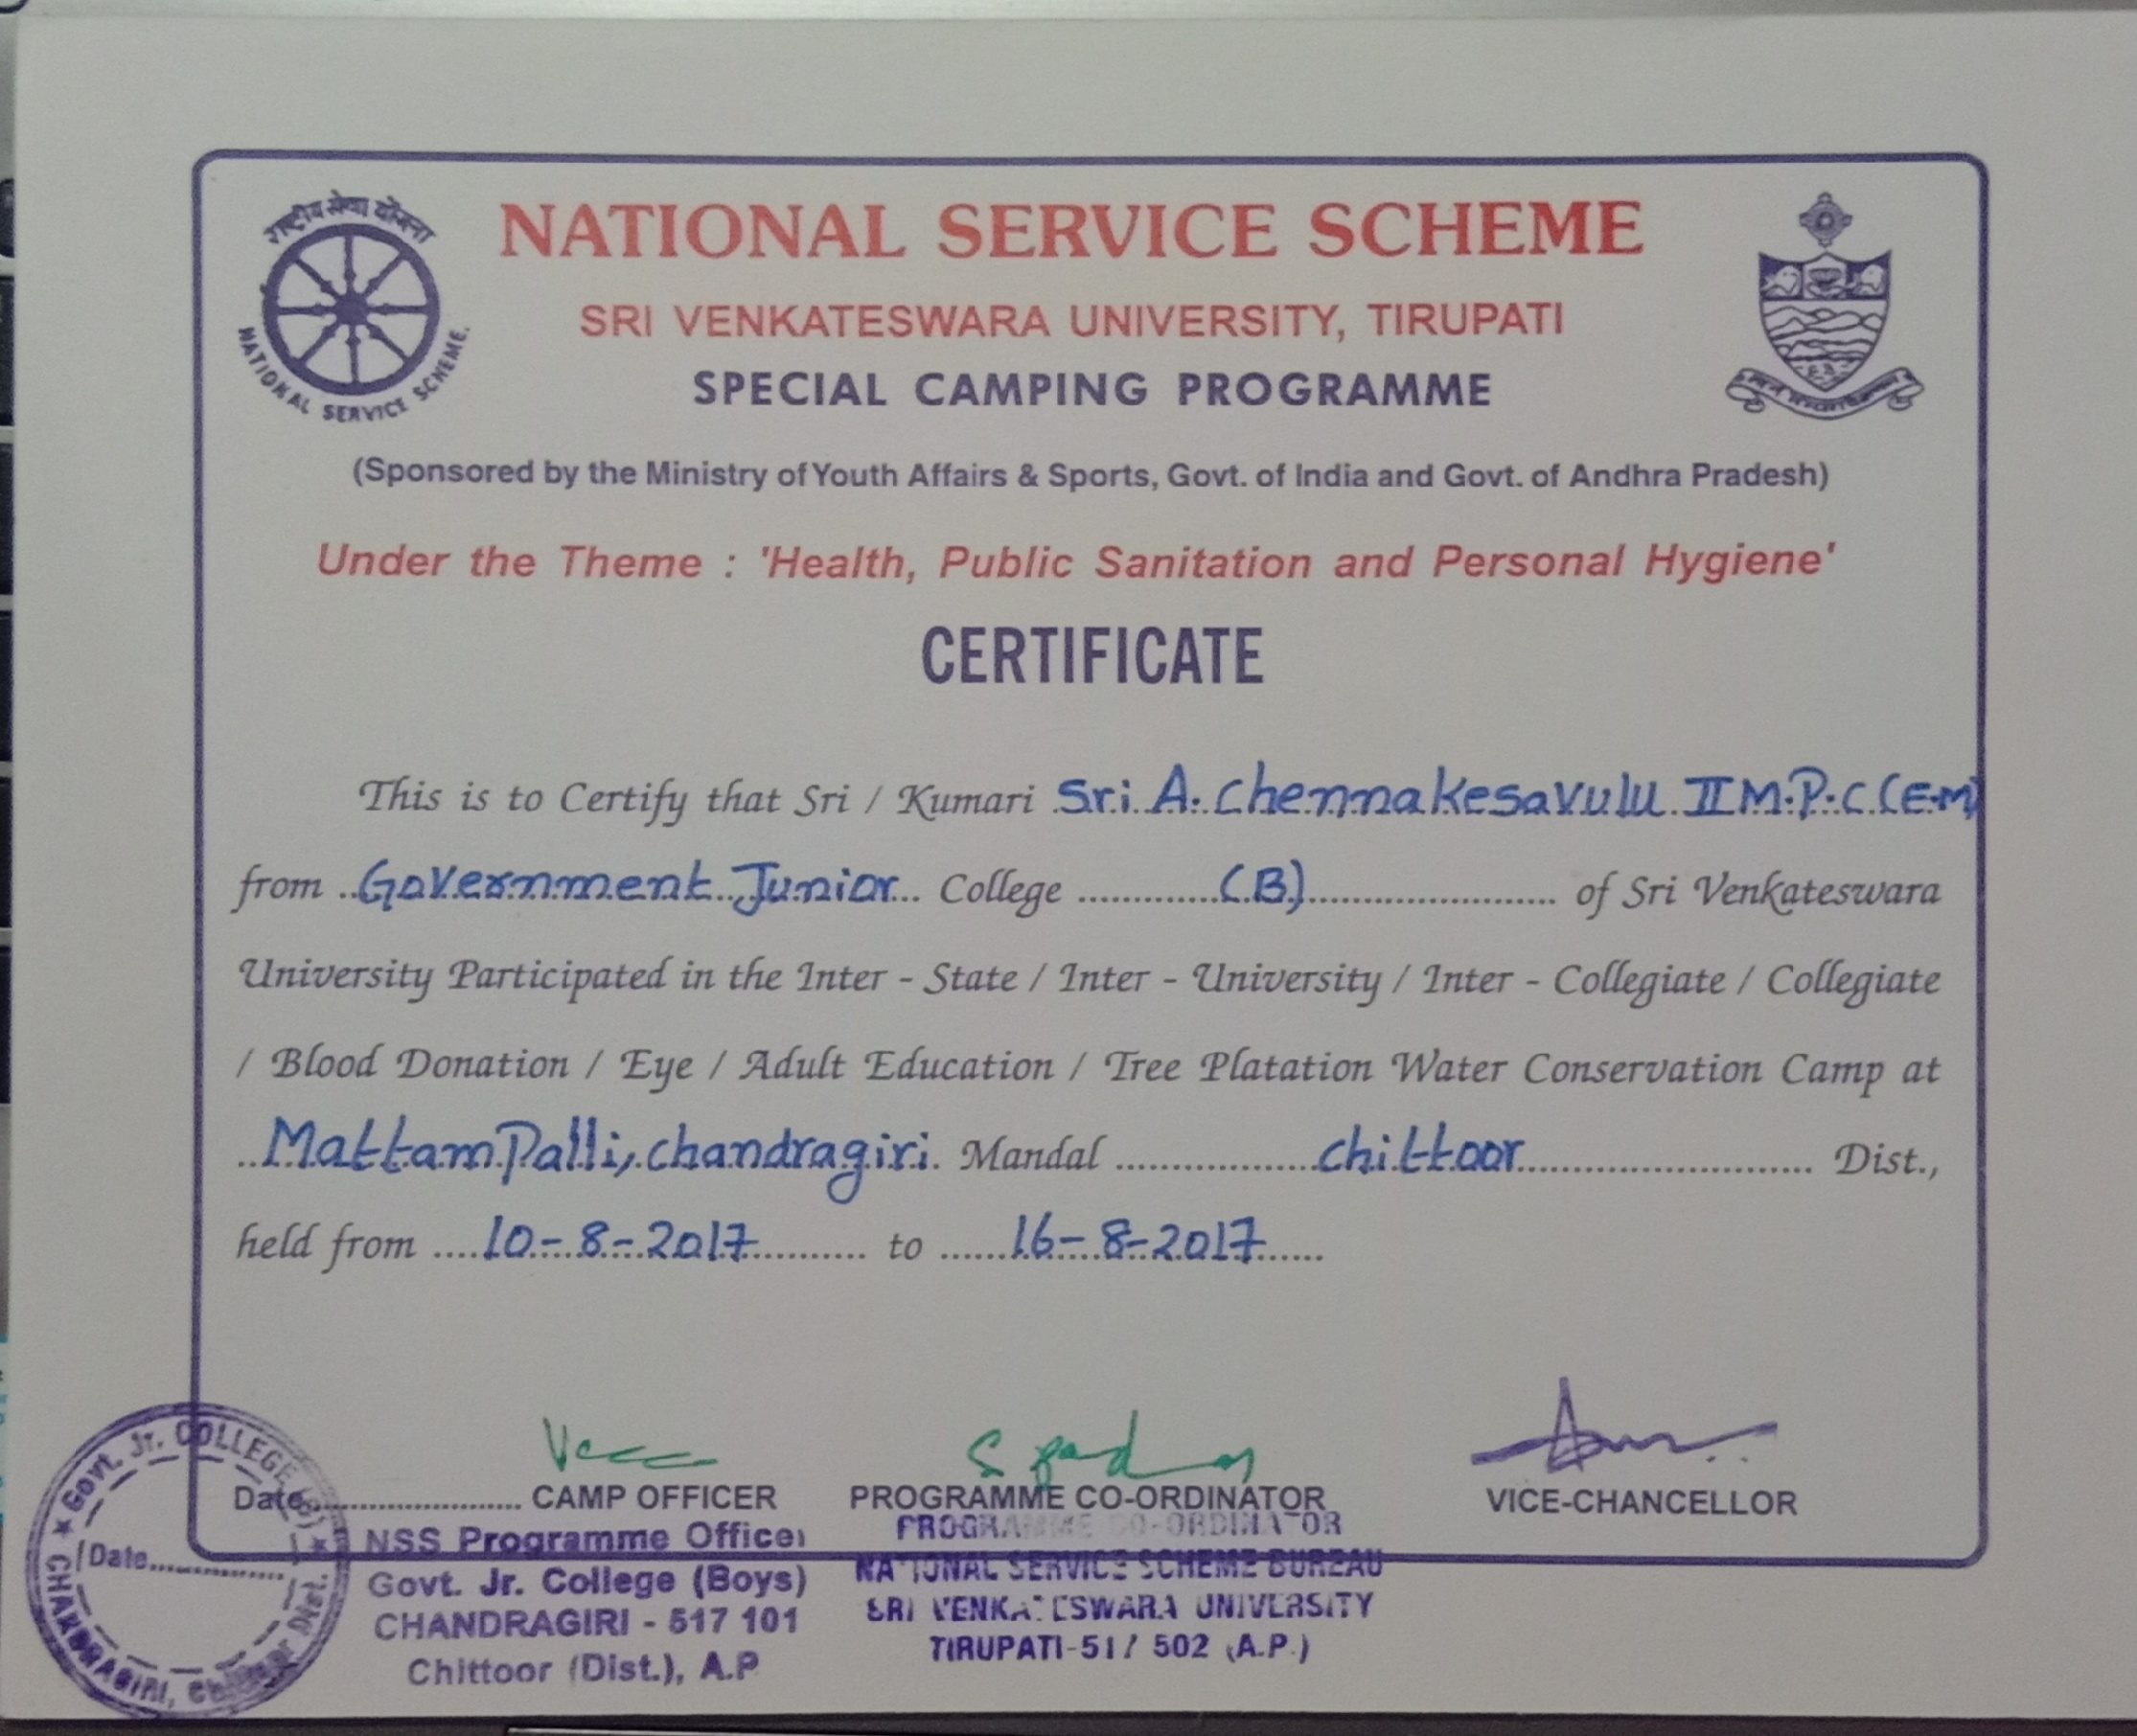 राष्ट्रीय सेवा योजना
NATIONAL SERVICE SCHEME.
NATIONAL SERVICE SCHEME
SRI VENKATESWARA UNIVERSITY, TIRUPATI
SPECIAL CAMPING PROGRAMME
(Sponsored by the Ministry of Youth Affairs & Sports, Govt. of India and Govt. of Andhra Pradesh)
Under the Theme : 'Health, Public Sanitation and Personal Hygiene'
CERTIFICATE
This is to Certify that Sri / Kumari Sri A. Chennakesavulu II M.P.C (E.M)
from Government Junior College (B) of Sri Venkateswara
University Participated in the Inter - State / Inter - University / Inter - Collegiate / Collegiate
/ Blood Donation / Eye / Adult Education / Tree Platation Water Conservation Camp at
Mattampalli, chandragiri. Mandal chittoor Dist.,
held from 10-8-2017 to 16-8-2017
Date CAMP OFFICER PROGRAMME CO-ORDINATOR VICE-CHANCELLOR
Govt. Jr. COLLEGE (B) ★ CHANDRAGIRI, Chittoor Dist. ★
Date
NSS Programme Officer
Govt. Jr. College (Boys)
CHANDRAGIRI - 517 101
Chittoor (Dist.), A.P
PROGRAMME CO-ORDINATOR
NATIONAL SERVICE SCHEME BUREAU
SRI VENKATESWARA UNIVERSITY
TIRUPATI-517 502 (A.P.)